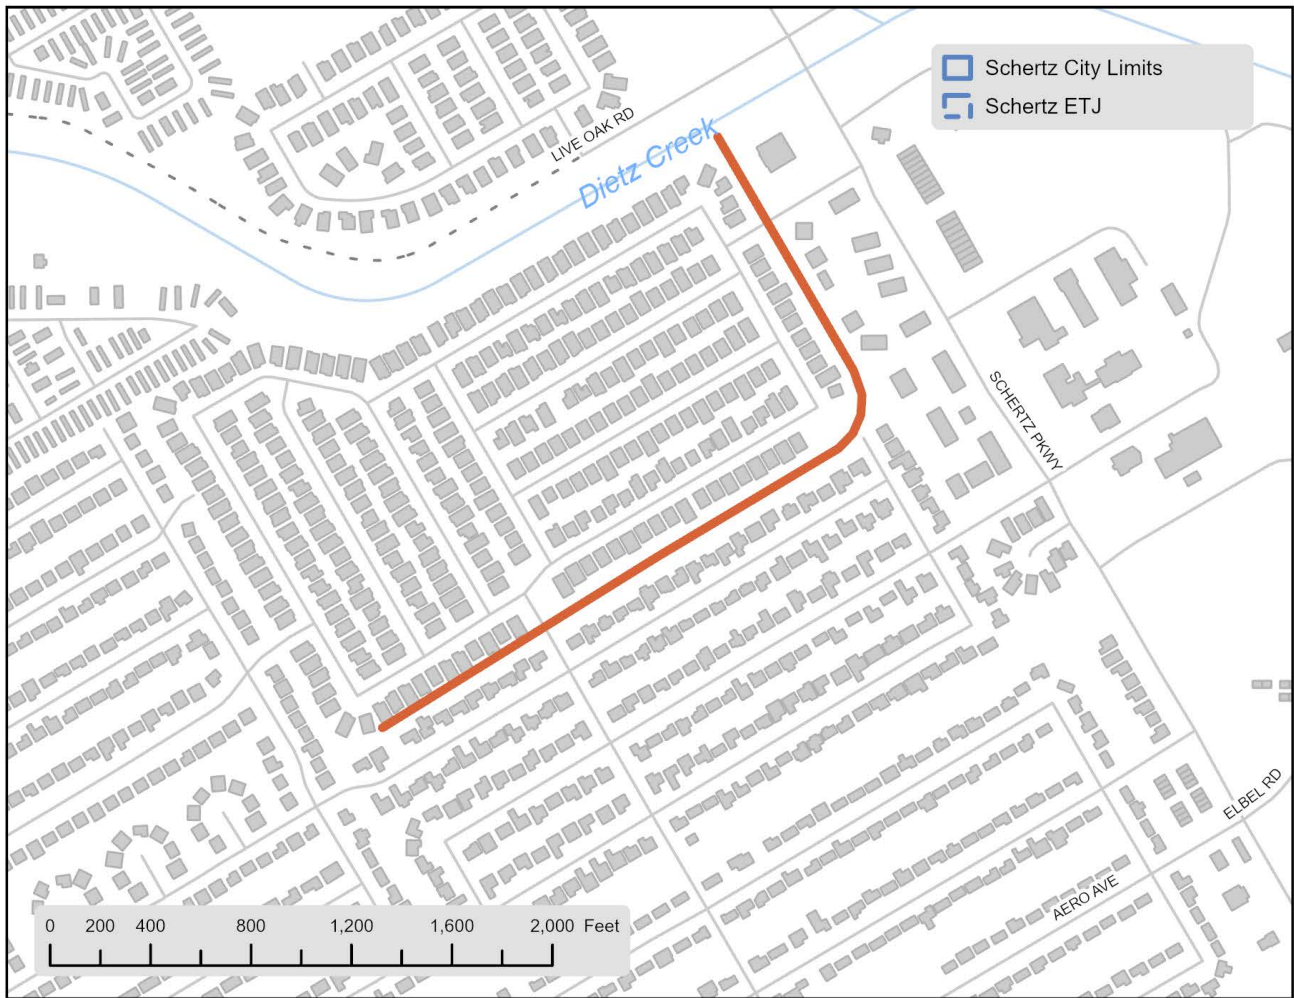 Schertz City Limits
Schertz ETJ
LIVE OAK RD
Dietz Creek
SCHERTZ PKWY
ELBEL RD
AERO AVE
0 200 400 800 1,200 1,600 2,000 Feet